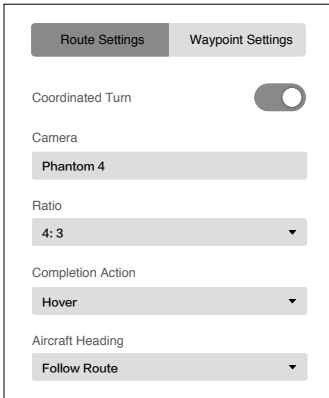 Route Settings Waypoint Settings
Coordinated Turn
Camera
Phantom 4
Ratio
4: 3
Completion Action
Hover
Aircraft Heading
Follow Route